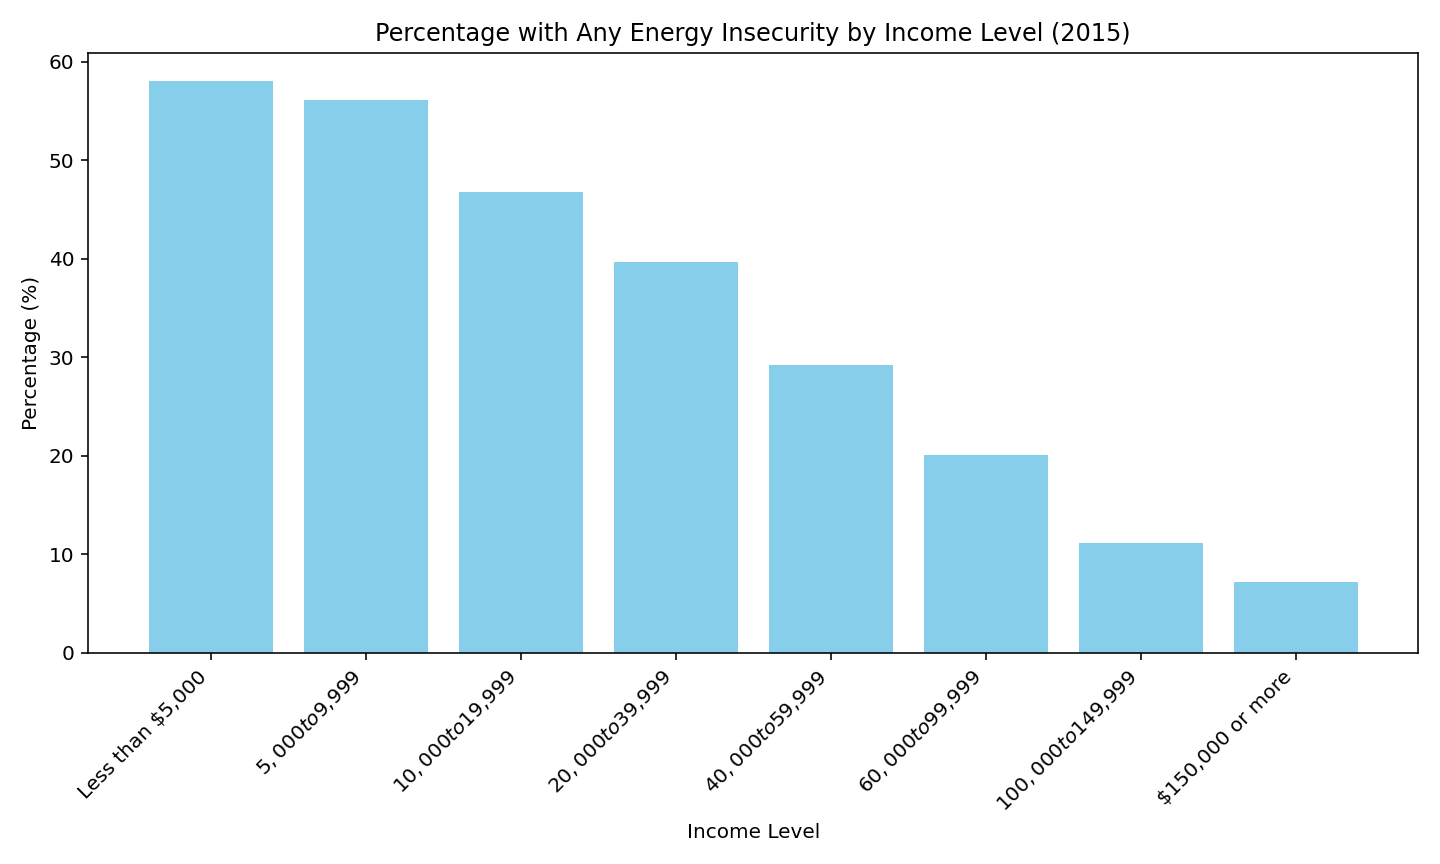 Percentage with Any Energy Insecurity by Income Level (2015)
Percentage (%)
60
50
40
30
20
10
0
Less than $5,000
5,000to9,999
10,000to19,999
20,000to39,999
40,000to59,999
60,000to99,999
100,000to149,999
$150,000 or more
Income Level